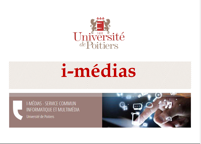 Université
de Poitiers
i-médias
I-MÉDIAS : SERVICE COMMUN
INFORMATIQUE ET MULTIMÉDIA
Université de Poitiers